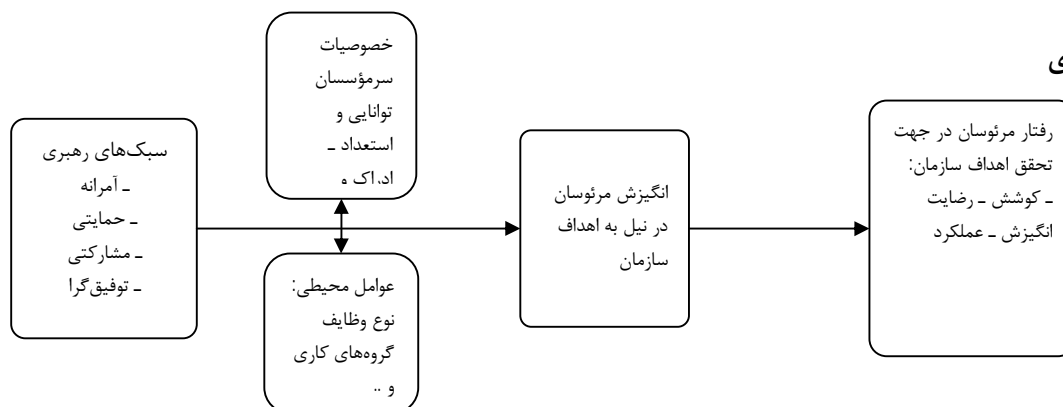 ی
خصوصیات
سرمؤسسان
توانایی و
استعداد ـ
ادراک و
سبک‌های رهبری
ـ آمرانه
ـ حمایتی
ـ مشارکتی
ـ توفیق‌گرا
عوامل محیطی:
نوع وظایف
گروه‌های کاری
و ..
انگیزش مرئوسان
در نیل به اهداف
سازمان
رفتار مرئوسان در جهت
تحقق اهداف سازمان:
ـ کوشش ـ رضایت
انگیزش ـ عملکرد